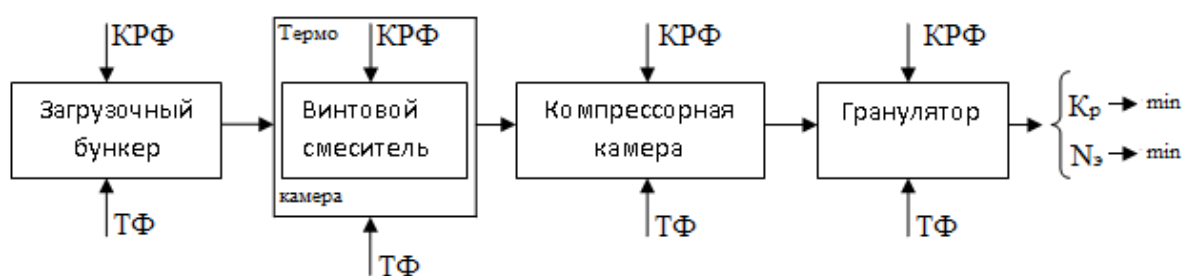 КРФ
Термо
КРФ
КРФ
КРФ
Загрузочный
бункер
Винтовой
смеситель
Компрессорная
камера
Гранулятор
Kр → min
Nэ → min
камера
ТФ
ТФ
ТФ
ТФ